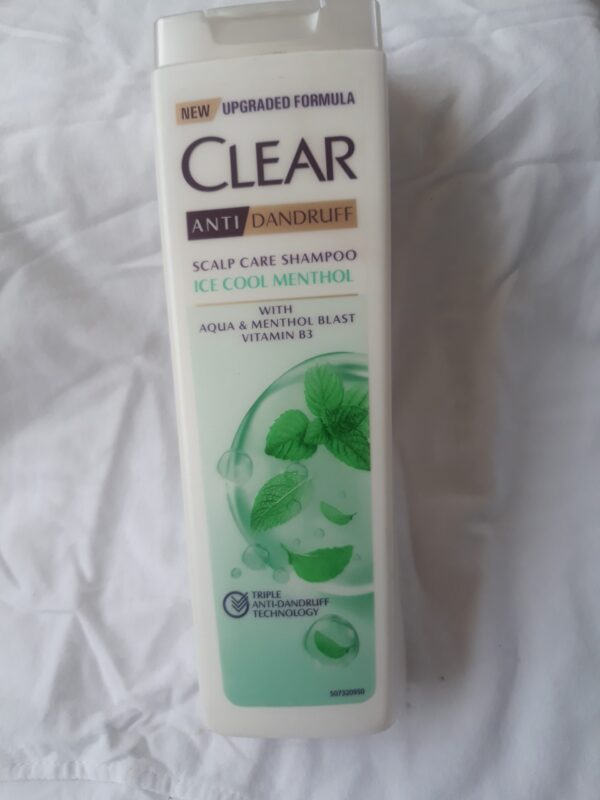 NEW UPGRADED FORMULA
CLEAR
ANTI DANDRUFF
SCALP CARE SHAMPOO
ICE COOL MENTHOL
WITH
AQUA & MENTHOL BLAST
VITAMIN B3
TRIPLE
ANTI-DANDRUFF
TECHNOLOGY
507320950